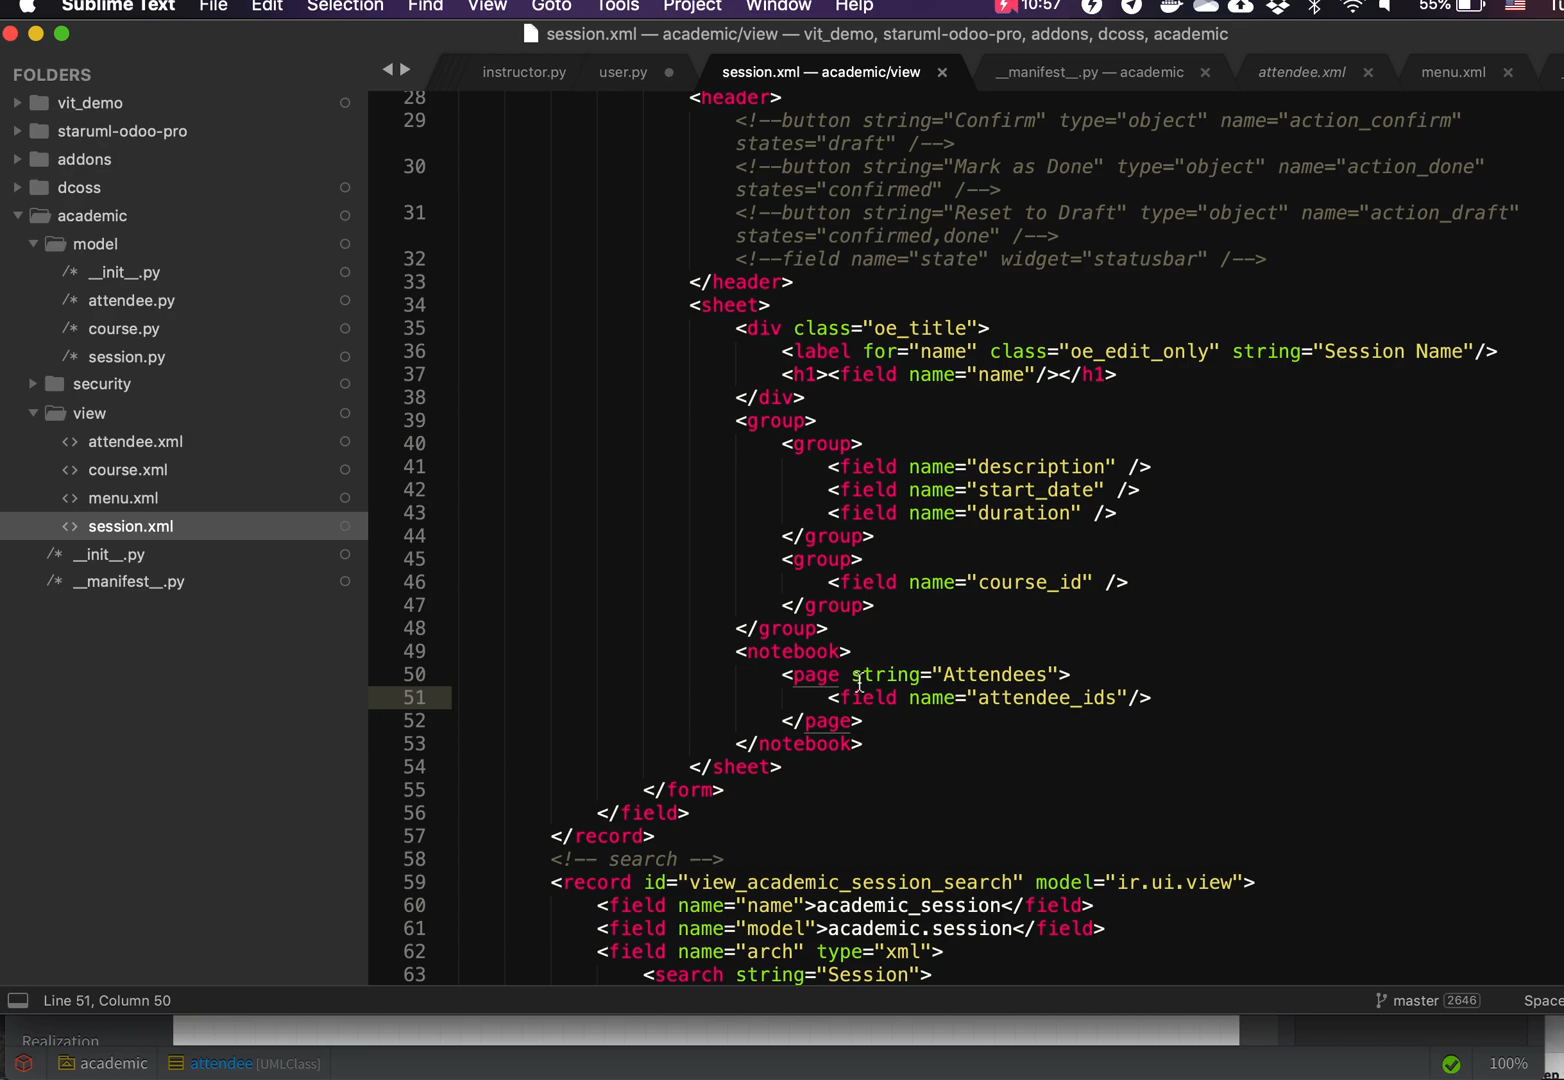 Sublime Text File Edit Selection Find View Goto Tools Project Window Help 10:57 55%
session.xml — academic/view — vit_demo, staruml-odoo-pro, addons, dcoss, academic
FOLDERS
vit_demo
staruml-odoo-pro
addons
dcoss
academic
model
/* __init__.py
/* attendee.py
/* course.py
/* session.py
security
view
<> attendee.xml
<> course.xml
<> menu.xml
<> session.xml
/* __init__.py
/* __manifest__.py
instructor.py user.py session.xml — academic/view __manifest__.py — academic attendee.xml menu.xml
28 <header>
29 <!--button string="Confirm" type="object" name="action_confirm"
states="draft" /-->
30 <!--button string="Mark as Done" type="object" name="action_done"
states="confirmed" /-->
31 <!--button string="Reset to Draft" type="object" name="action_draft"
states="confirmed,done" /-->
32 <!--field name="state" widget="statusbar" /-->
33 </header>
34 <sheet>
35 <div class="oe_title">
36 <label for="name" class="oe_edit_only" string="Session Name"/>
37 <h1><field name="name"/></h1>
38 </div>
39 <group>
40 <group>
41 <field name="description" />
42 <field name="start_date" />
43 <field name="duration" />
44 </group>
45 <group>
46 <field name="course_id" />
47 </group>
48 </group>
49 <notebook>
50 <page string="Attendees">
51 <field name="attendee_ids"/>
52 </page>
53 </notebook>
54 </sheet>
55 </form>
56 </field>
57 </record>
58 <!-- search -->
59 <record id="view_academic_session_search" model="ir.ui.view">
60 <field name="name">academic_session</field>
61 <field name="model">academic.session</field>
62 <field name="arch" type="xml">
63 <search string="Session">
Line 51, Column 50 master 2646 Space
Realization
academic attendee [UMLClass] 100%